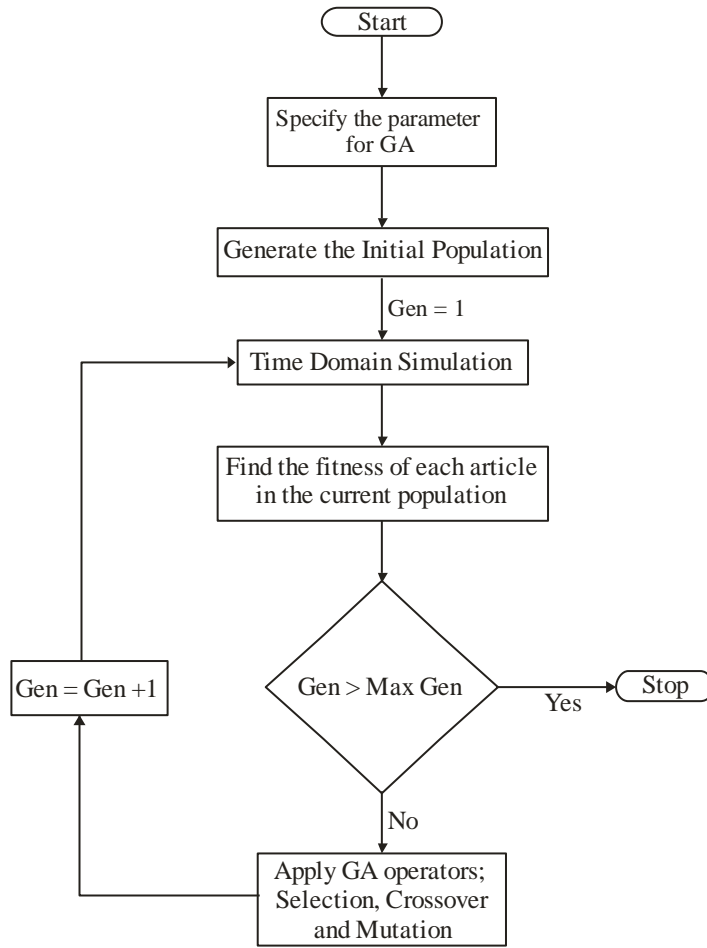 Start
Specify the parameter
for GA
Generate the Initial Population
Gen = 1
Time Domain Simulation
Find the fitness of each article
in the current population
Gen = Gen +1
Gen > Max Gen
Yes
Stop
No
Apply GA operators;
Selection, Crossover
and Mutation